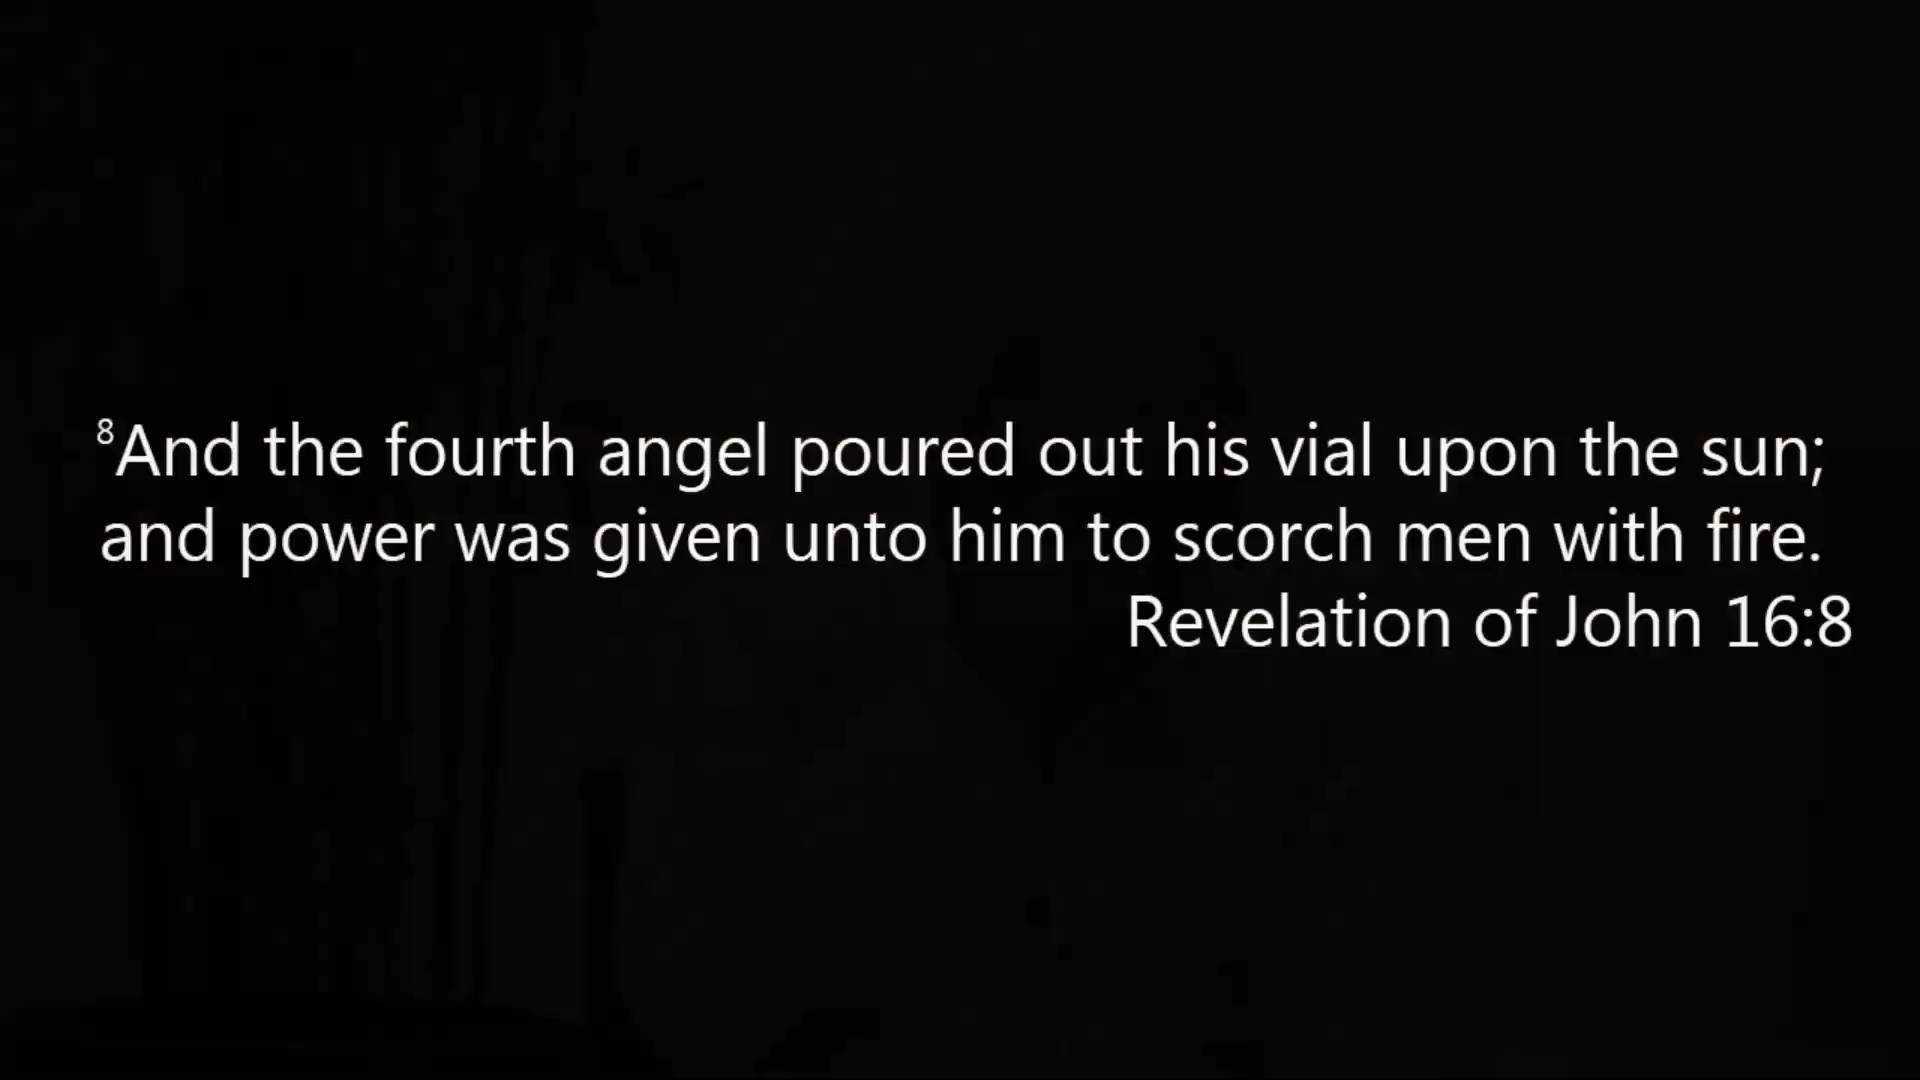 ⁸And the fourth angel poured out his vial upon the sun;
and power was given unto him to scorch men with fire.
Revelation of John 16:8